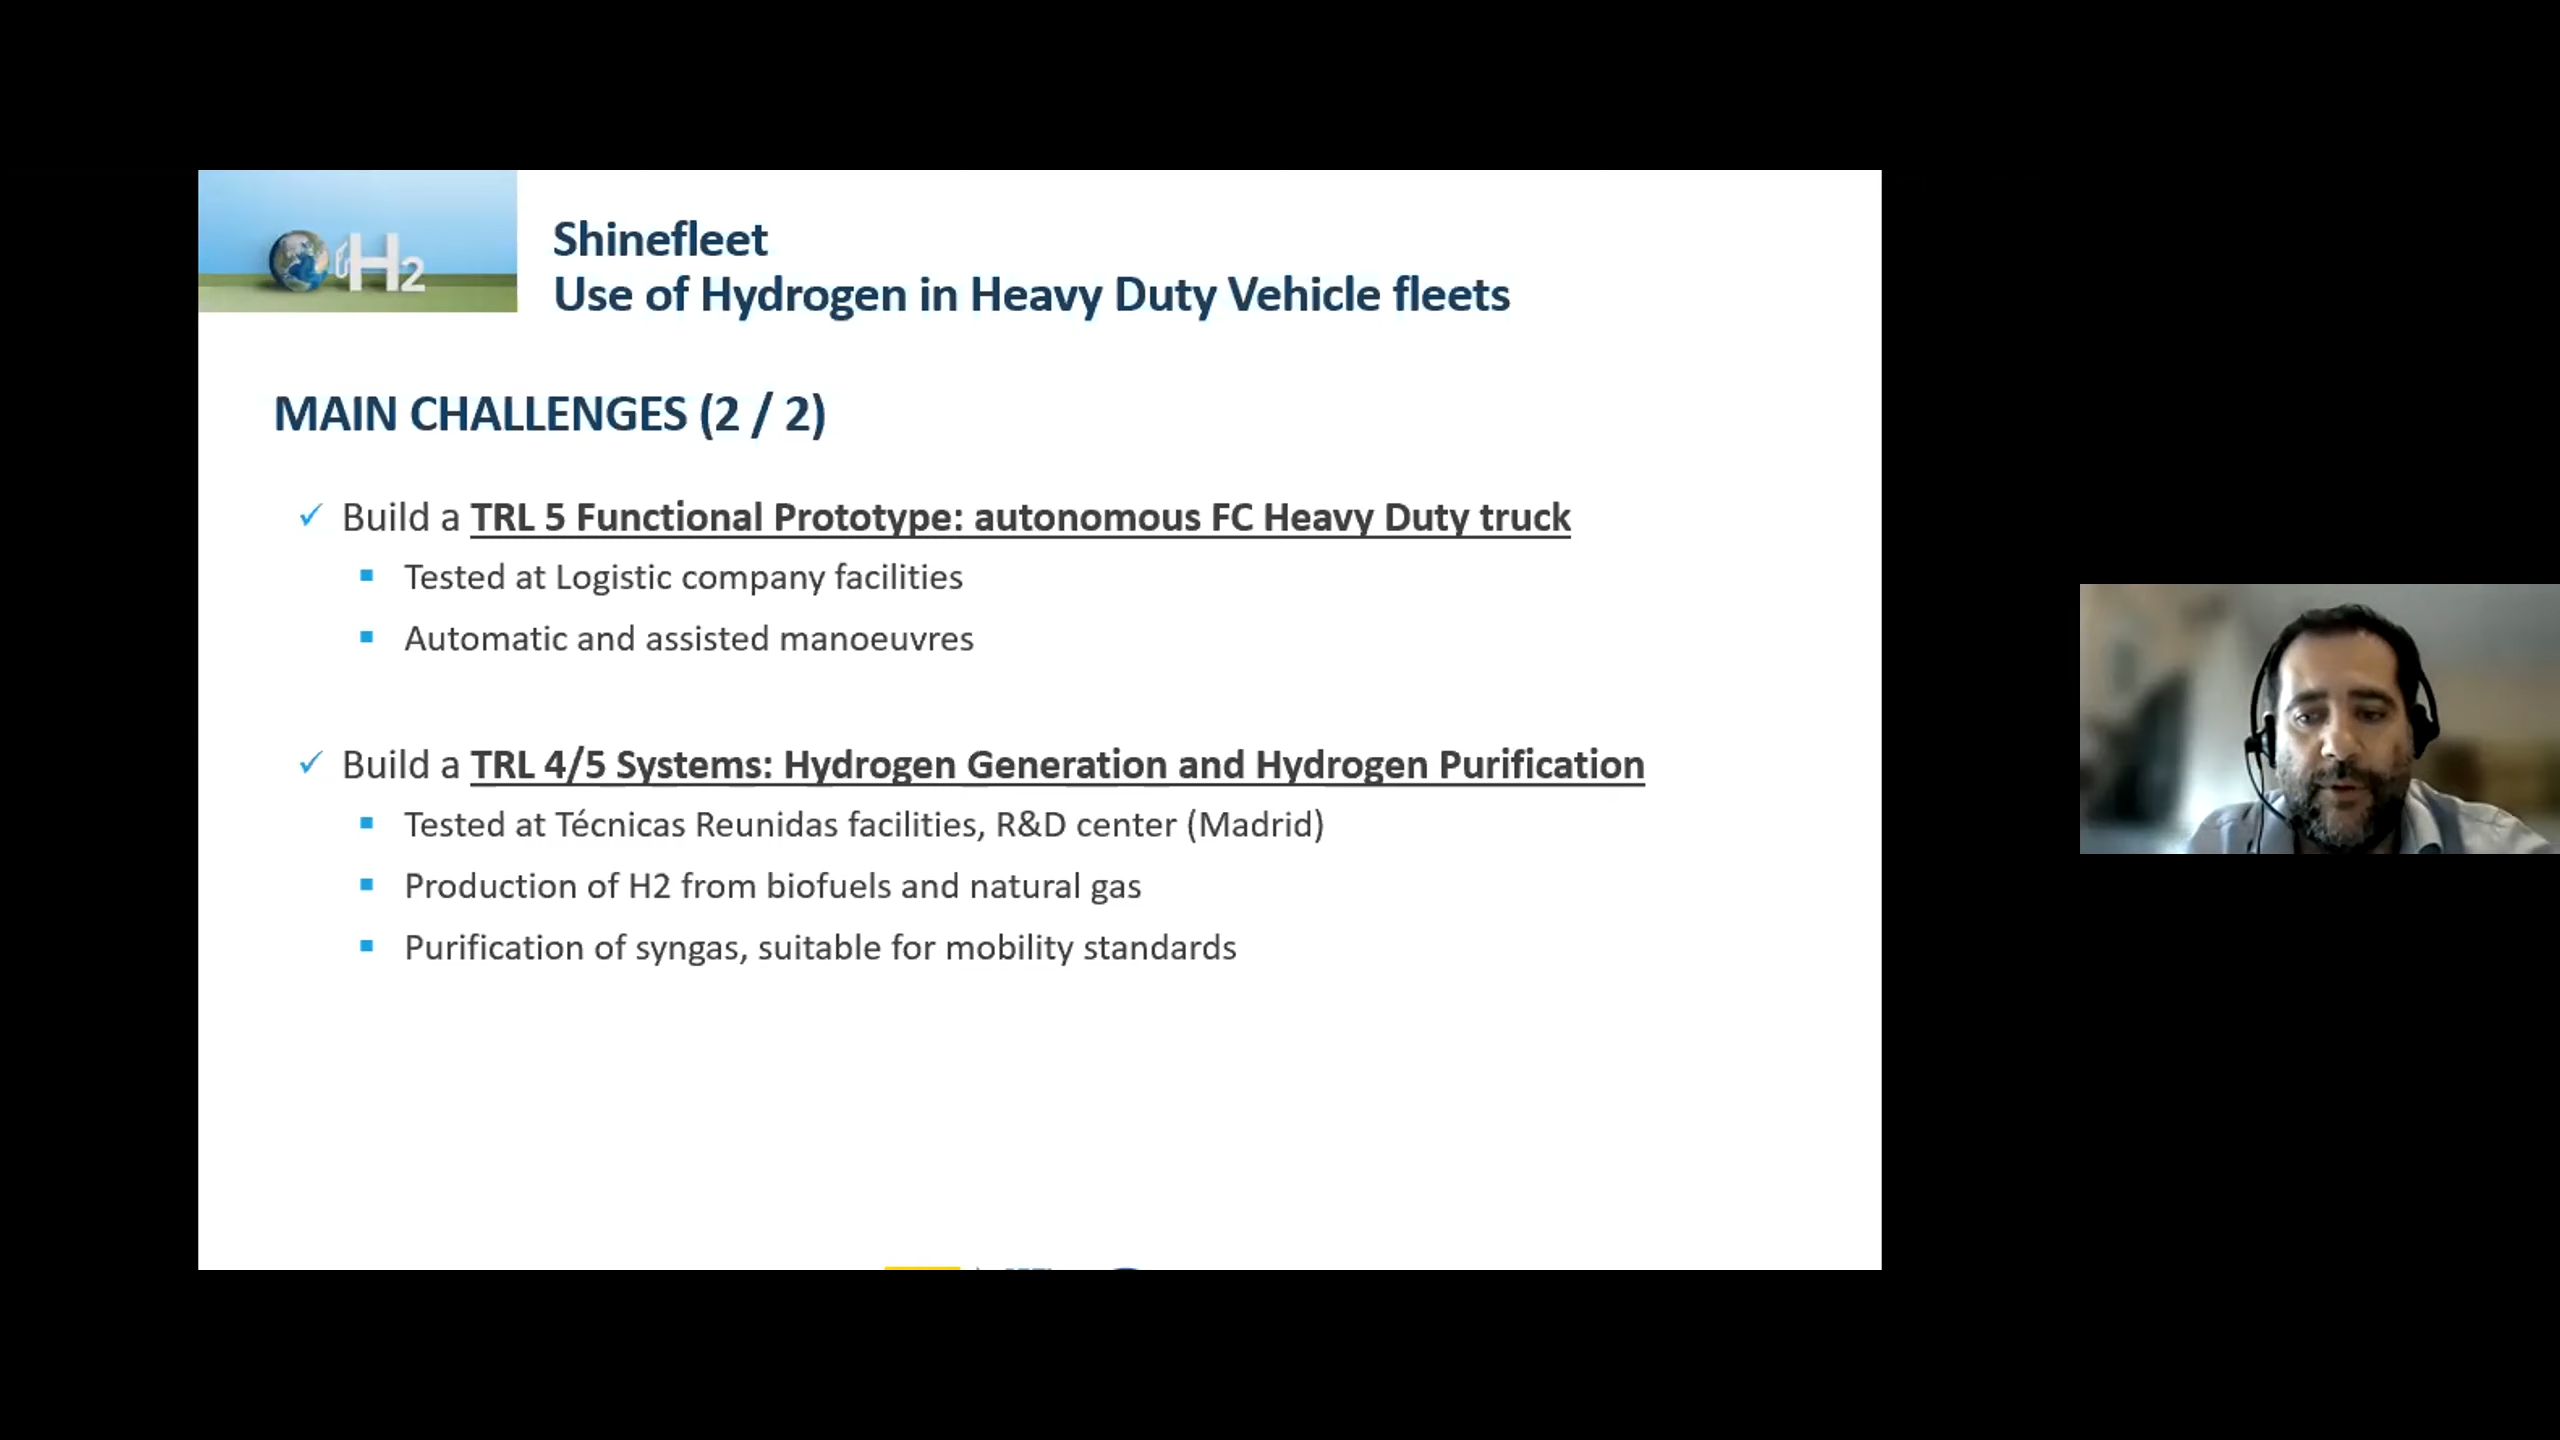 H2
Shinefleet
Use of Hydrogen in Heavy Duty Vehicle fleets
MAIN CHALLENGES (2 / 2)
✓ Build a TRL 5 Functional Prototype: autonomous FC Heavy Duty truck
▪ Tested at Logistic company facilities
▪ Automatic and assisted manoeuvres
✓ Build a TRL 4/5 Systems: Hydrogen Generation and Hydrogen Purification
▪ Tested at Técnicas Reunidas facilities, R&D center (Madrid)
▪ Production of H2 from biofuels and natural gas
▪ Purification of syngas, suitable for mobility standards